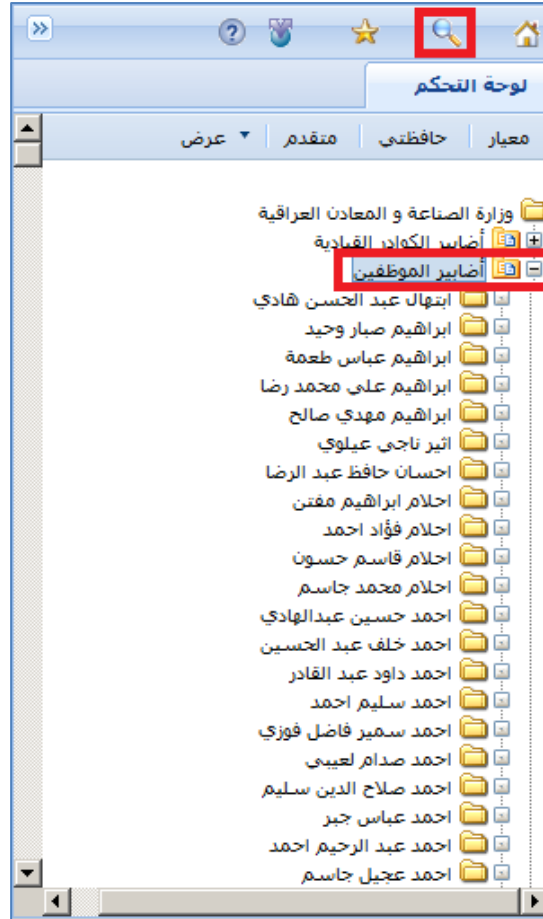 لوحة التحكم
معيار حافظتي متقدم عرض
وزارة الصناعة و المعادن العراقية
أضابير الكوادر القيادية
أضابير الموظفين
ابتهال عبد الحسن هادي
ابراهيم صبار وحيد
ابراهيم عباس طعمة
ابراهيم علي محمد رضا
ابراهيم مهدي صالح
اثير ناجي عيلوي
احسان حافظ عبد الرضا
احلام ابراهيم مفتن
احلام فؤاد احمد
احلام قاسم حسون
احلام محمد جاسم
احمد حسين عبدالهادي
احمد خلف عبد الحسين
احمد داود عبد القادر
احمد سليم احمد
احمد سمير فاضل فوزي
احمد صدام لعيبي
احمد صلاح الدين سليم
احمد عباس جبر
احمد عبد الرحيم احمد
احمد عجيل جاسم